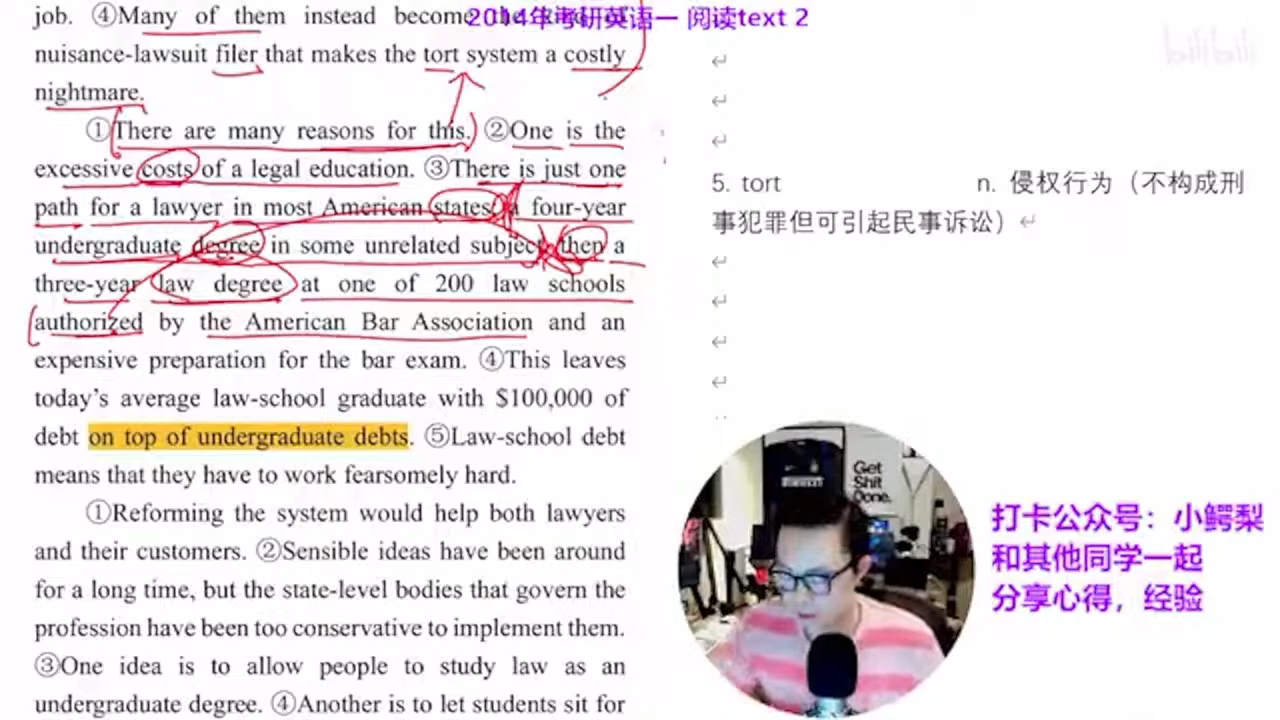 2014年考研英语一 阅读text 2
bilibili
job. ④Many of them instead become the kind of
nuisance-lawsuit filer that makes the tort system a costly
nightmare.
①There are many reasons for this. ②One is the
excessive costs of a legal education. ③There is just one
path for a lawyer in most American states: a four-year
undergraduate degree in some unrelated subject, then a
three-year law degree at one of 200 law schools
authorized by the American Bar Association and an
expensive preparation for the bar exam. ④This leaves
today’s average law-school graduate with $100,000 of
debt on top of undergraduate debts. ⑤Law-school debt
means that they have to work fearsomely hard.
①Reforming the system would help both lawyers
and their customers. ②Sensible ideas have been around
for a long time, but the state-level bodies that govern the
profession have been too conservative to implement them.
③One idea is to allow people to study law as an
undergraduate degree. ④Another is to let students sit for
5. tort n. 侵权行为（不构成刑
事犯罪但可引起民事诉讼）
Get
Shit
Done.
打卡公众号：小鳄梨
和其他同学一起
分享心得，经验